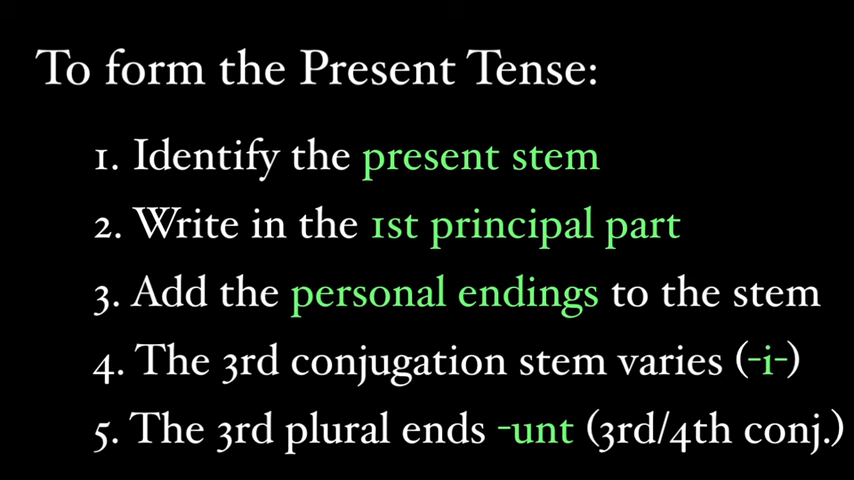 To form the Present Tense:
1. Identify the present stem
2. Write in the 1st principal part
3. Add the personal endings to the stem
4. The 3rd conjugation stem varies (-i-)
5. The 3rd plural ends -unt (3rd/4th conj.)